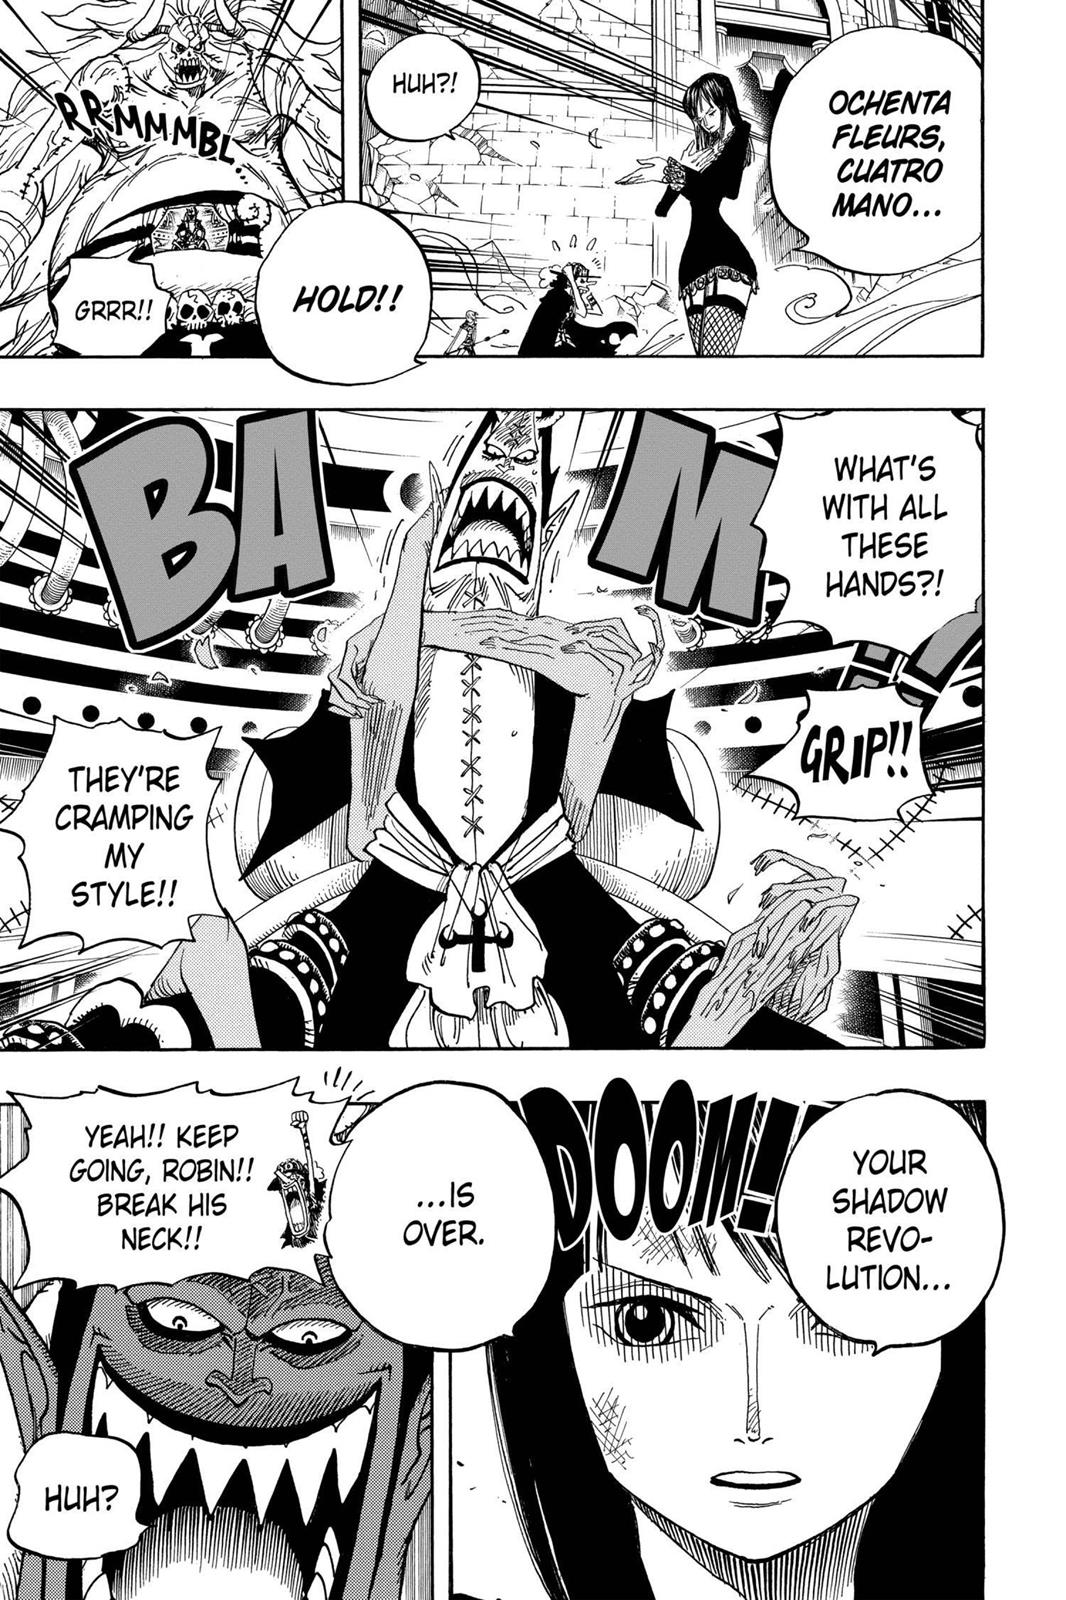 OCHENTA
FLEURS,
CUATRO
MANO...
HUH?!
HOLD!!
RRMMMBL...
GRRR!!
WHAT'S
WITH ALL
THESE
HANDS?!
BAM
GRIP!!
THEY'RE
CRAMPING
MY
STYLE!!
YOUR
SHADOW
REVO-
LUTION...
DOOM!
...IS
OVER.
YEAH!! KEEP
GOING, ROBIN!!
BREAK HIS
NECK!!
HUH?